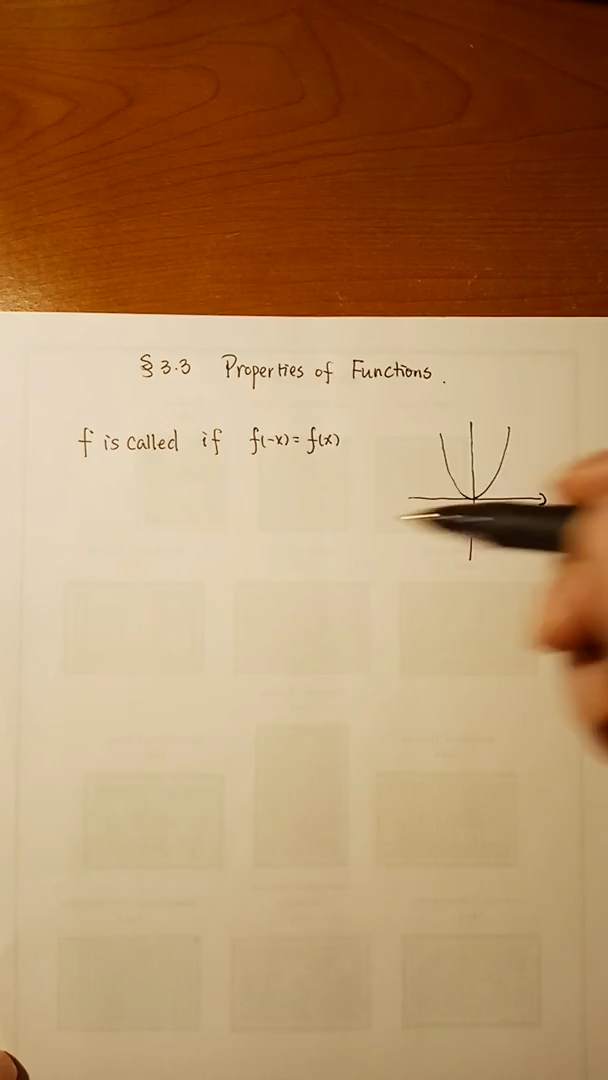 § 3.3 Properties of Functions.
f is called if f(-x) = f(x)